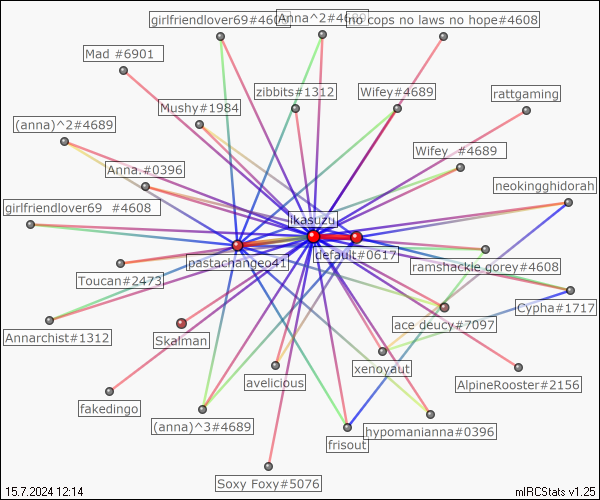 girlfriendlover69#4608
Anna^2#4689
no cops no laws no hope#4608
Mad #6901
zibbits#1312
Wifey#4689
rattgaming
Mushy#1984
(anna)^2#4689
Wifey #4689
Anna.#0396
neokingghidorah
girlfriendlover69 #4608
ikasuzu
pastachangeo41
default#0617
ramshackle gorey#4608
Toucan#2473
Cypha#1717
Annarchist#1312
Skalman
ace deucy#7097
xenoyaut
avelicious
AlpineRooster#2156
fakedingo
(anna)^3#4689
hypomanianna#0396
frisout
Soxy Foxy#5076
15.7.2024 12:14
mIRCStats v1.25